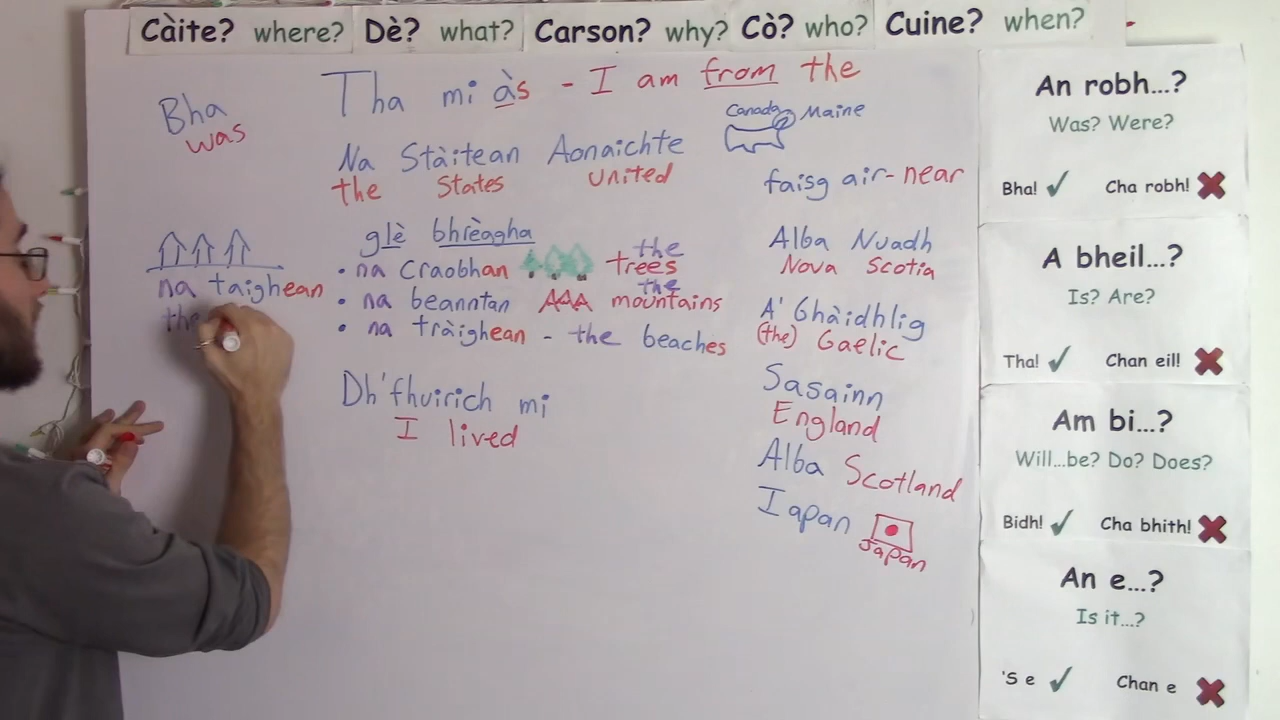 Càite? where? Dè? what? Carson? why? Cò? who? Cuine? when?
Bha
was
Tha mi às - I am from the
Canada Maine
Na Stàitean Aonaichte
the States United
faisg air - near
glè bhrèagha
• na Craobhan the trees
• na beanntan the mountains
• na tràighean - the beaches
na taighean
the
Dh'fhuirich mi
I lived
Alba Nuadh
Nova Scotia
A' Ghàidhlig
(the) Gaelic
Sasainn
England
Alba Scotland
Iapan
Japan
An robh...?
Was? Were?
Bha! Cha robh!
A bheil...?
Is? Are?
Tha! Chan eil!
Am bi...?
Will...be? Do? Does?
Bidh! Cha bhith!
An e...?
Is it...?
'S e Chan e